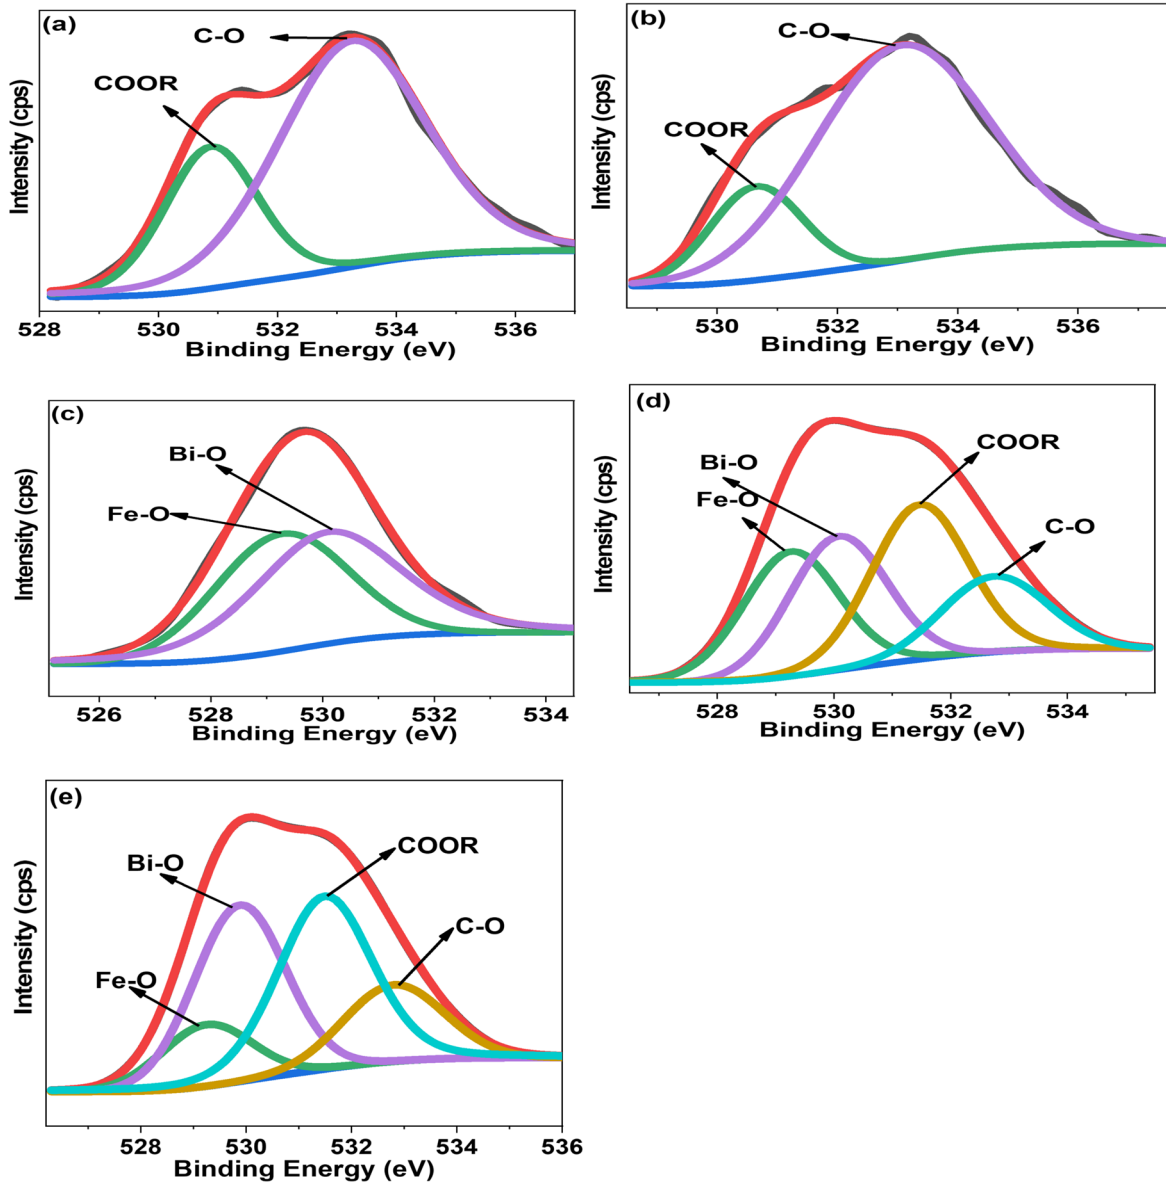 (a)
C-O
COOR
Intensity (cps)
528 530 532 534 536
Binding Energy (eV)
(b)
C-O
COOR
Intensity (cps)
530 532 534 536
Binding Energy (eV)
(c)
Bi-O
Fe-O
Intensity (cps)
526 528 530 532 534
Binding Energy (eV)
(d)
COOR
Bi-O
Fe-O
C-O
Intensity (cps)
528 530 532 534
Binding Energy (eV)
(e)
COOR
Bi-O
C-O
Fe-O
Intensity (cps)
528 530 532 534 536
Binding Energy (eV)